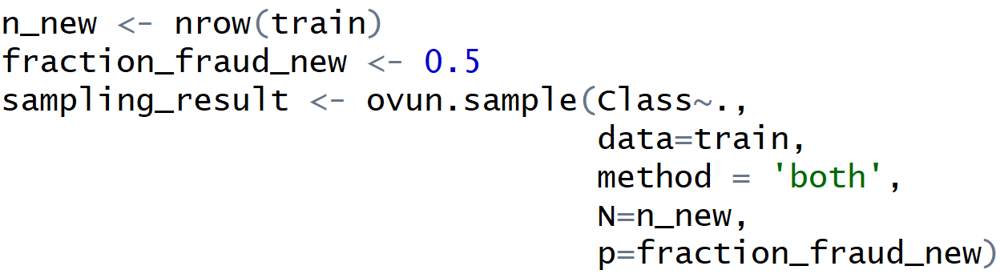 n_new <- nrow(train)
fraction_fraud_new <- 0.5
sampling_result <- ovun.sample(Class~.,
data=train,
method = 'both',
N=n_new,
p=fraction_fraud_new)